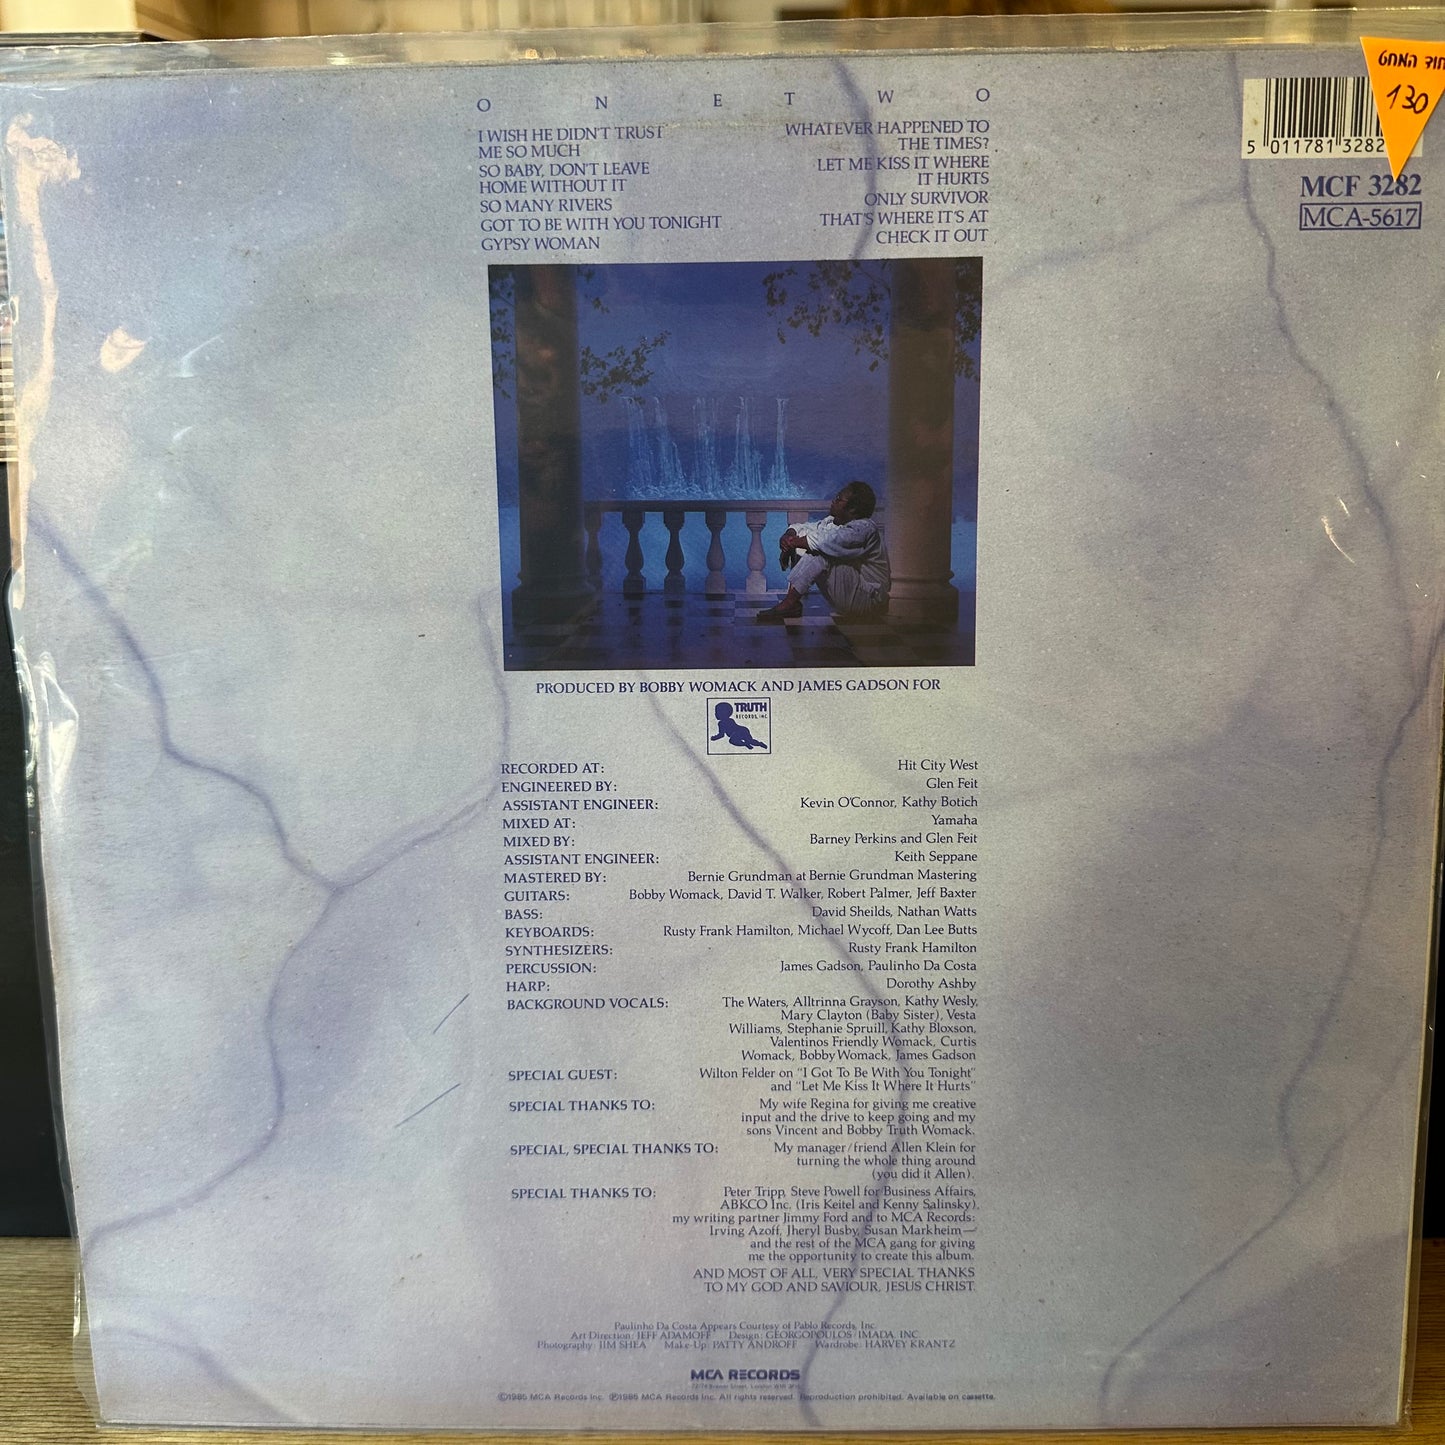 O N E
I WISH HE DIDN'T TRUST
ME SO MUCH
SO BABY, DON'T LEAVE
HOME WITHOUT IT
SO MANY RIVERS
GOT TO BE WITH YOU TONIGHT
GYPSY WOMAN
T W O
WHATEVER HAPPENED TO
THE TIMES?
LET ME KISS IT WHERE
IT HURTS
ONLY SURVIVOR
THAT'S WHERE IT'S AT
CHECK IT OUT
חוד המחט
130
5 011781 3282
MCF 3282
MCA-5617
PRODUCED BY BOBBY WOMACK AND JAMES GADSON FOR
TRUTH
RECORDS, INC.
RECORDED AT: Hit City West
ENGINEERED BY: Glen Feit
ASSISTANT ENGINEER: Kevin O'Connor, Kathy Botich
MIXED AT: Yamaha
MIXED BY: Barney Perkins and Glen Feit
ASSISTANT ENGINEER: Keith Seppane
MASTERED BY: Bernie Grundman at Bernie Grundman Mastering
GUITARS: Bobby Womack, David T. Walker, Robert Palmer, Jeff Baxter
BASS: David Sheilds, Nathan Watts
KEYBOARDS: Rusty Frank Hamilton, Michael Wycoff, Dan Lee Butts
SYNTHESIZERS: Rusty Frank Hamilton
PERCUSSION: James Gadson, Paulinho Da Costa
HARP: Dorothy Ashby
BACKGROUND VOCALS: The Waters, Alltrinna Grayson, Kathy Wesly,
Mary Clayton (Baby Sister), Vesta
Williams, Stephanie Spruill, Kathy Bloxson,
Valentinos Friendly Womack, Curtis
Womack, Bobby Womack, James Gadson
SPECIAL GUEST: Wilton Felder on "I Got To Be With You Tonight"
and "Let Me Kiss It Where It Hurts"
SPECIAL THANKS TO: My wife Regina for giving me creative
input and the drive to keep going and my
sons Vincent and Bobby Truth Womack.
SPECIAL, SPECIAL THANKS TO: My manager/friend Allen Klein for
turning the whole thing around
(you did it Allen).
SPECIAL THANKS TO: Peter Tripp, Steve Powell for Business Affairs,
ABKCO Inc. (Iris Keitel and Kenny Salinsky),
my writing partner Jimmy Ford and to MCA Records:
Irving Azoff, Jheryl Busby, Susan Markheim—
and the rest of the MCA gang for giving
me the opportunity to create this album.
AND MOST OF ALL, VERY SPECIAL THANKS
TO MY GOD AND SAVIOUR, JESUS CHRIST.
Paulinho Da Costa Appears Courtesy of Pablo Records, Inc.
Art Direction: JEFF ADAMOFF Design: GEORGOPOULOS/IMADA, INC.
Photography: JIM SHEA Make-Up: PATTY ANDROFF Wardrobe: HARVEY KRANTZ
MCA RECORDS
©1985 MCA Records Inc. ℗1985 MCA Records Inc. All rights reserved. Reproduction prohibited. Available on cassette.